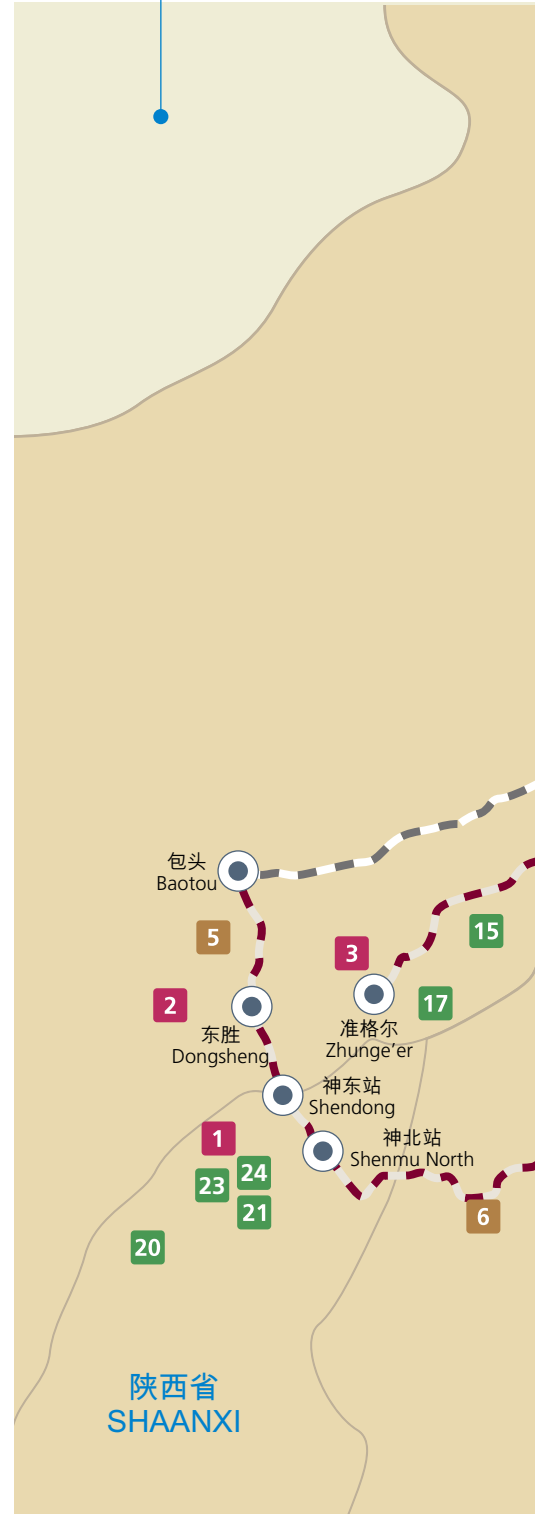 包头
Baotou
5
3
15
2
17
东胜
Dongsheng
准格尔
Zhunge’er
神东站
Shendong
1
神北站
Shenmu North
24
23
21
6
20
陕西省
SHAANXI